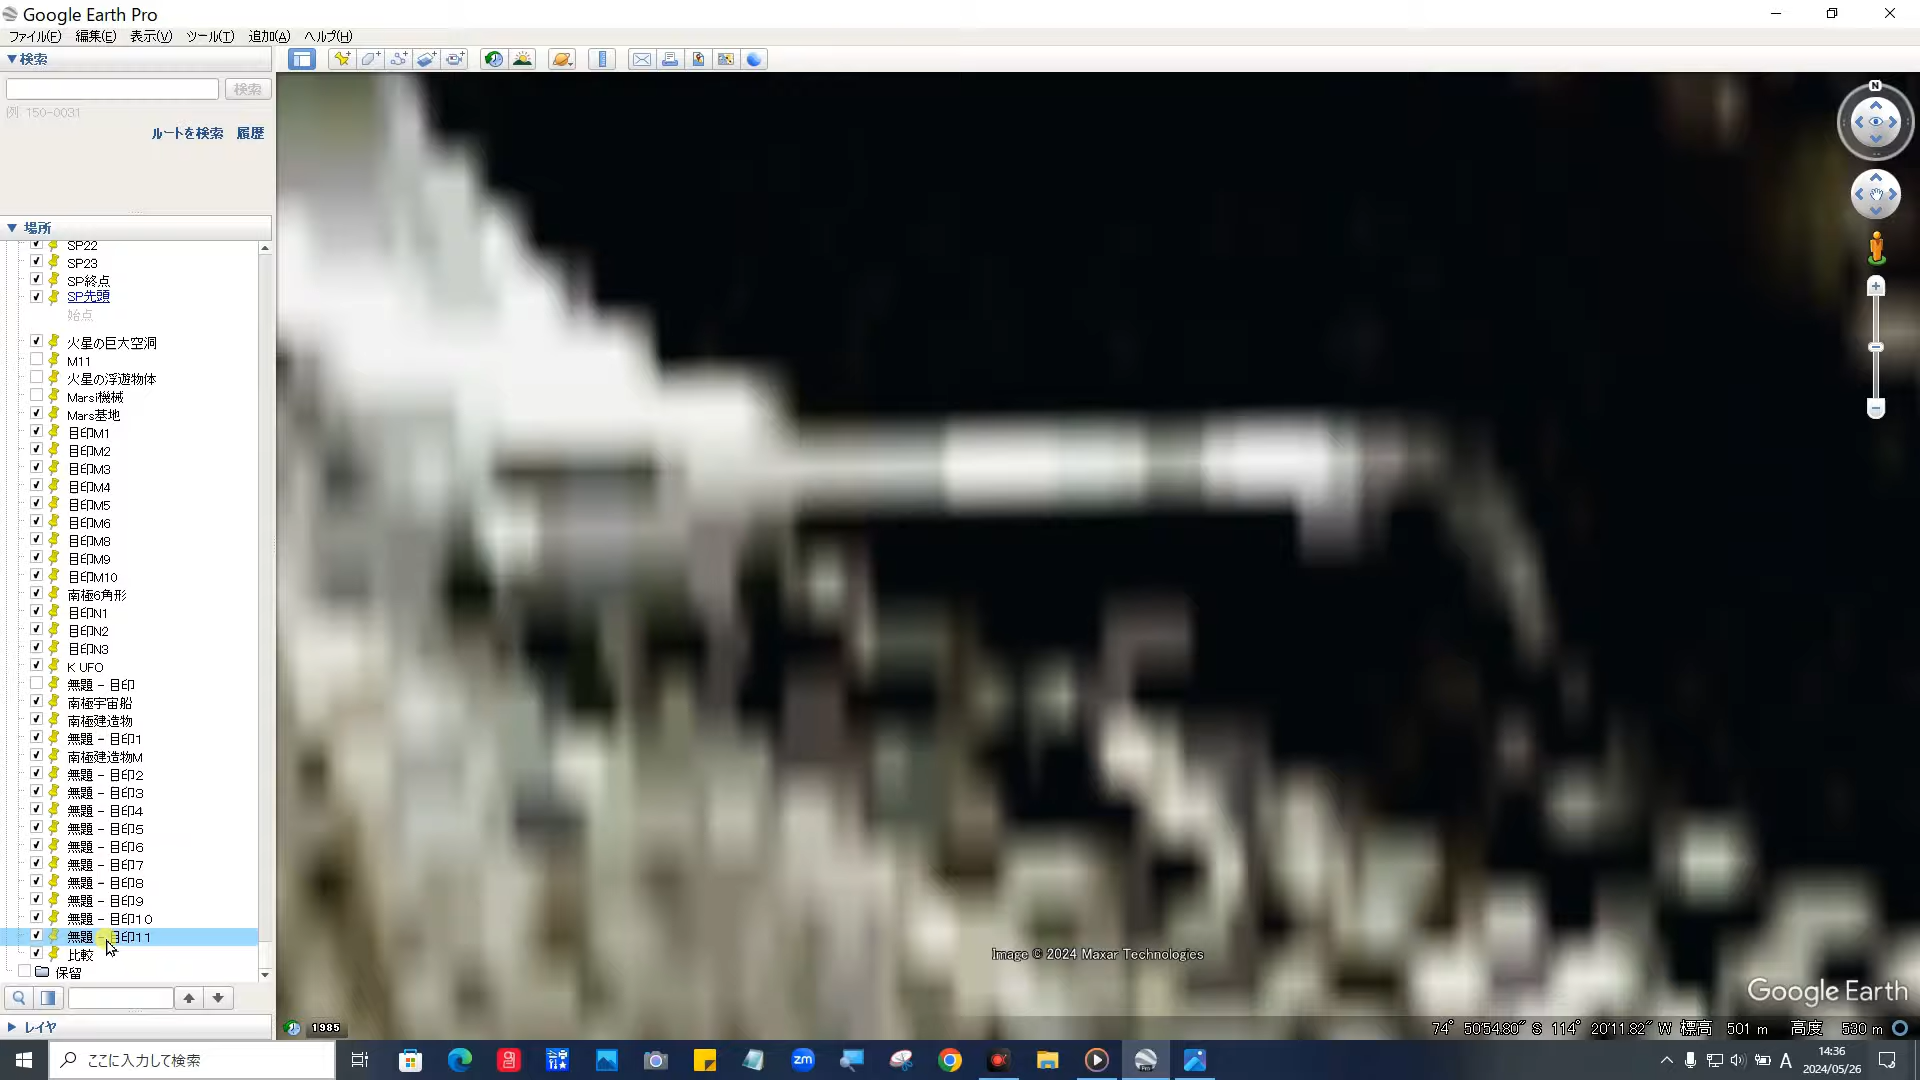 Google Earth Pro
ファイル(F) 編集(E) 表示(V) ツール(T) 追加(A) ヘルプ(H)
検索
検索
例: 150-0031
ルートを検索 履歴
場所
SP22
SP23
SP終点
SP先頭
始点
火星の巨大空洞
M11
火星の浮遊物体
Marsi機械
Mars基地
目印M1
目印M2
目印M3
目印M4
目印M5
目印M6
目印M8
目印M9
目印M10
南極6角形
目印N1
目印N2
目印N3
K UFO
無題 - 目印
南極宇宙船
南極建造物
無題 - 目印1
南極建造物M
無題 - 目印2
無題 - 目印3
無題 - 目印4
無題 - 目印5
無題 - 目印6
無題 - 目印7
無題 - 目印8
無題 - 目印9
無題 - 目印10
無題 - 目印11
比較
保留
レイヤ
N
Image © 2024 Maxar Technologies
Google Earth
1985
74° 50'54.80" S 114° 20'11.82" W 標高 501 m 高度 530 m
ここに入力して検索
zm
Pro
A
14:36
2024/05/26